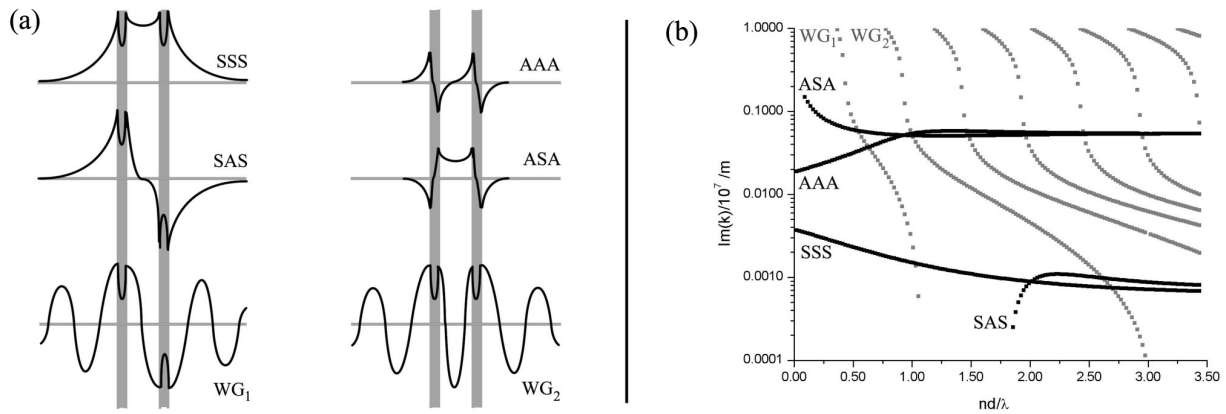 (a)
SSS
SAS
WG₁
AAA
ASA
WG₂
(b)
Im(k)/10⁷ /m
1.0000
0.1000
0.0100
0.0010
0.0001
WG₁ WG₂
ASA
AAA
SSS
SAS
0.00 0.50 1.00 1.50 2.00 2.50 3.00 3.50
nd/λ